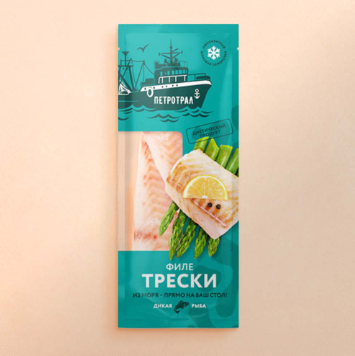 ПЕТРОТРАЛ
ФИЛЕ
ТРЕСКИ
ИЗ МОРЯ - ПРЯМО НА ВАШ СТОЛ!
ДИКАЯ РЫБА